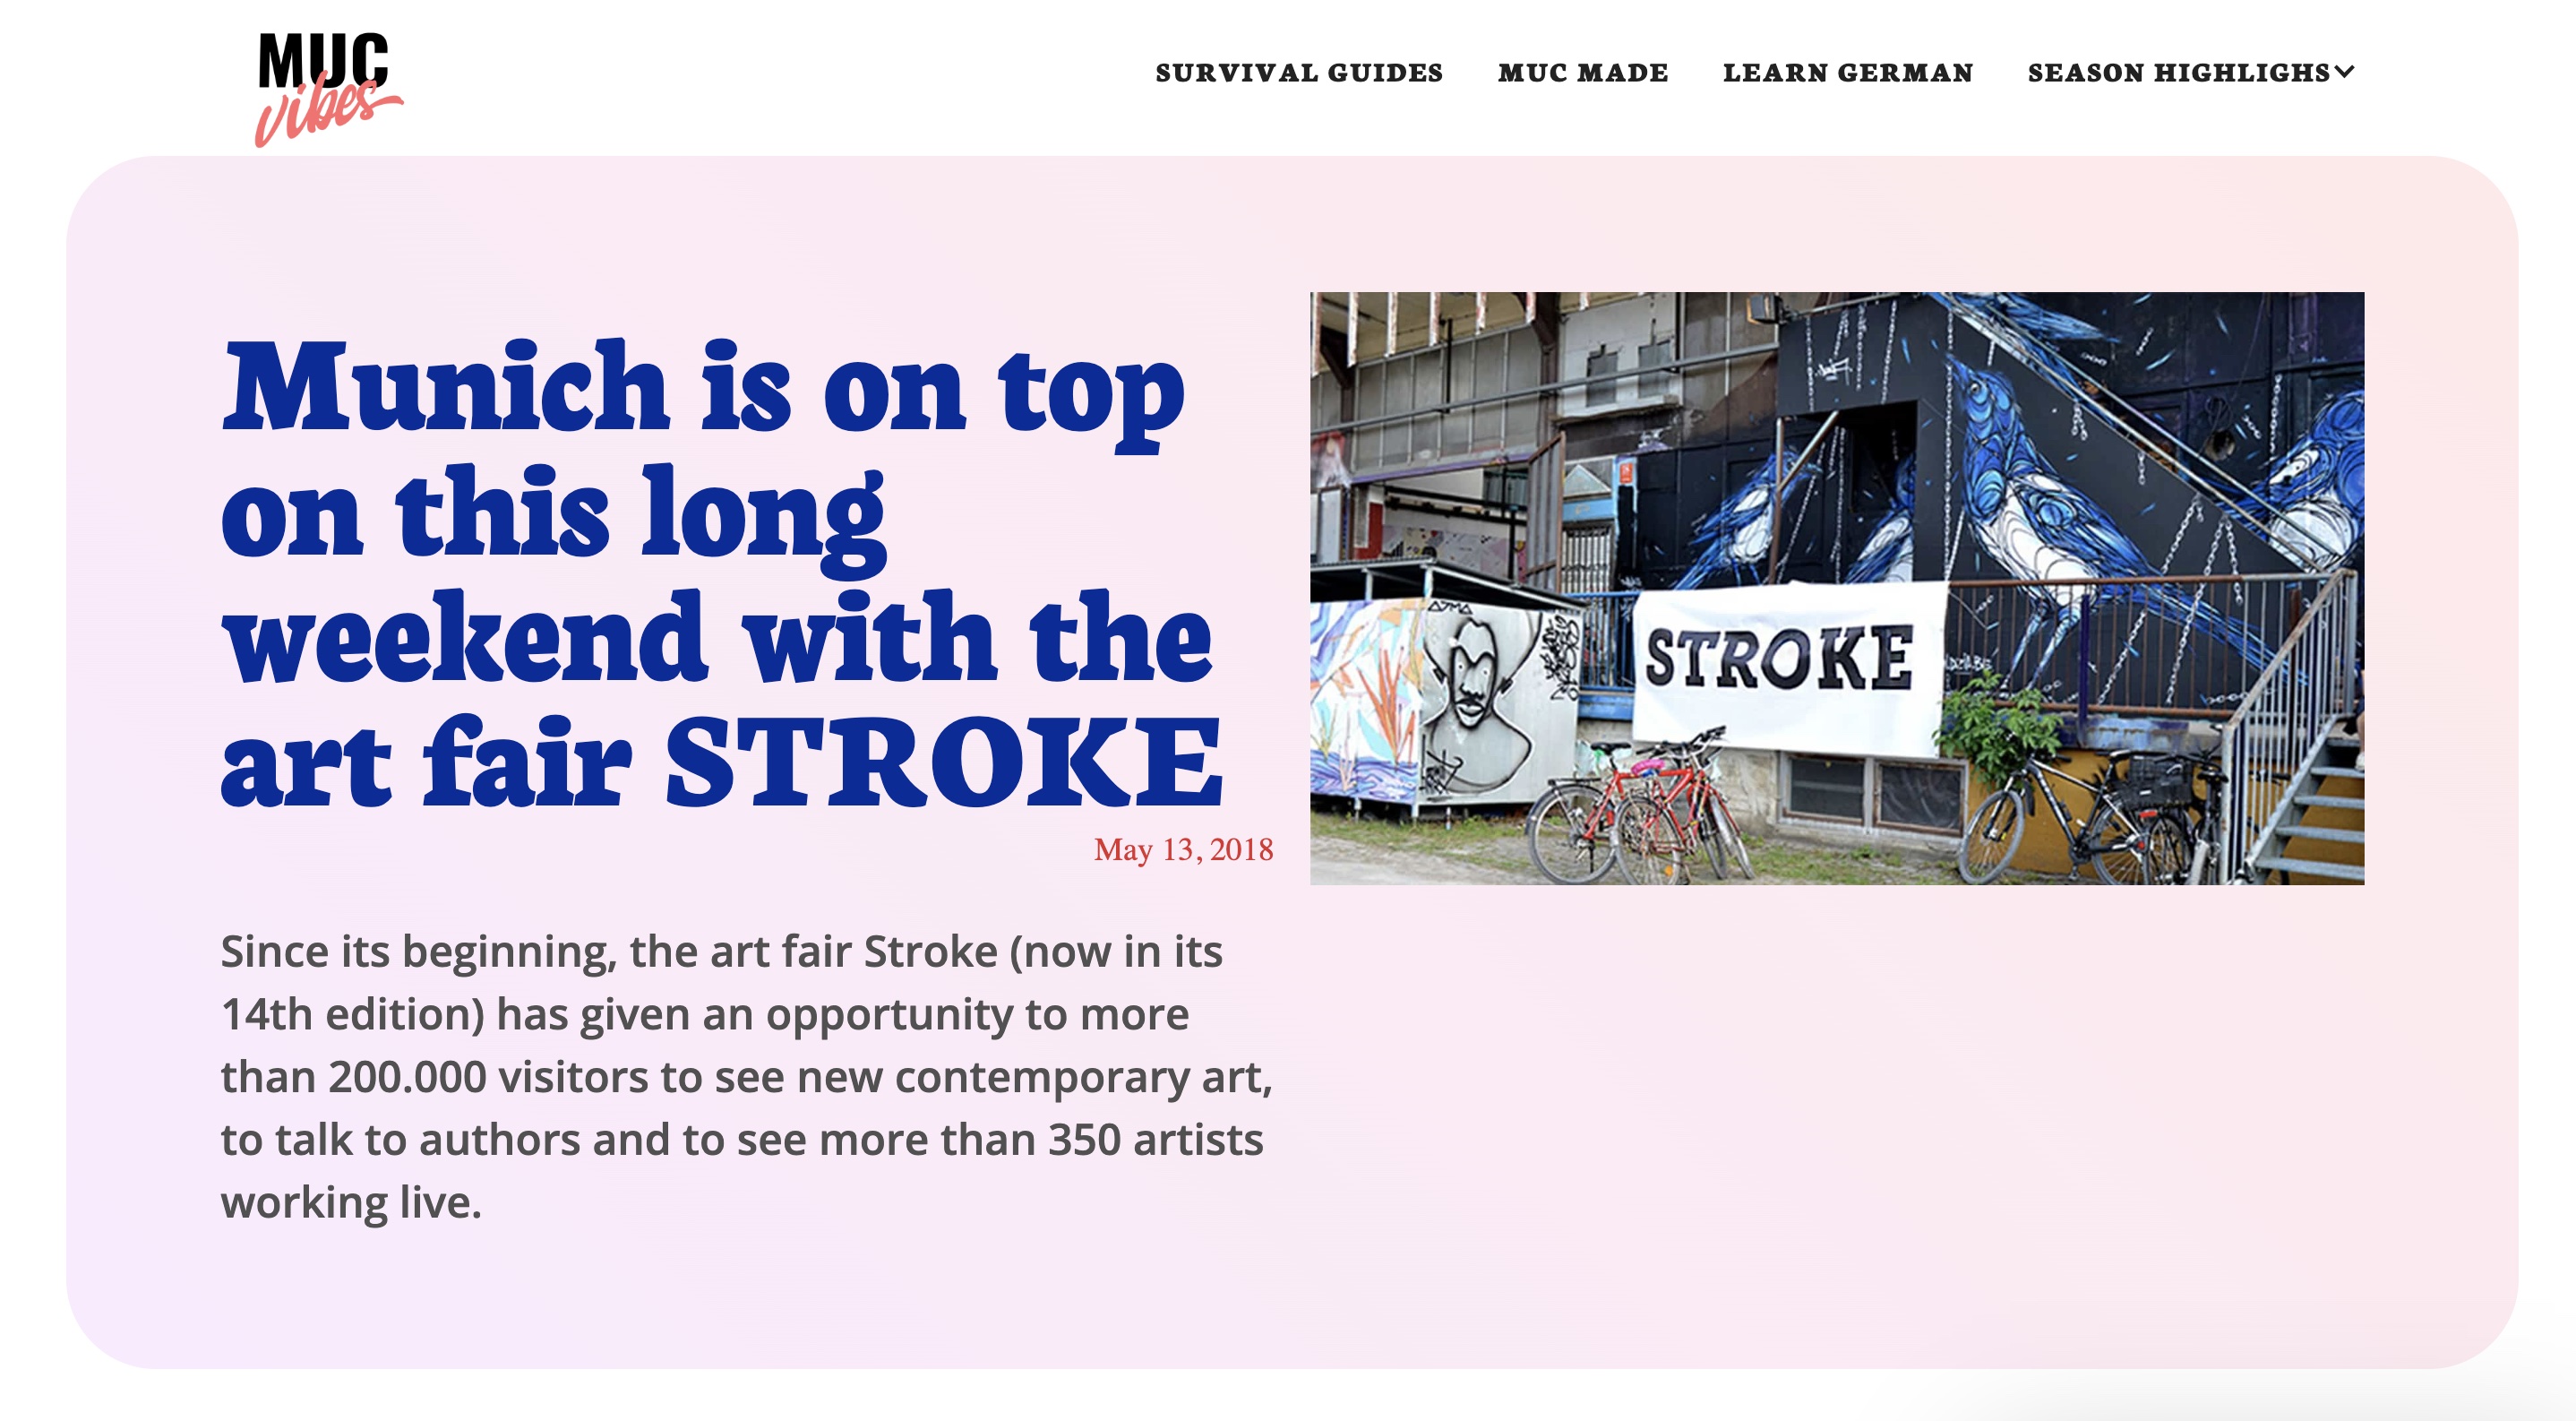 MUC
vibes
SURVIVAL GUIDES
MUC MADE
LEARN GERMAN
SEASON HIGHLIGHS
Munich is on top
on this long
weekend with the
art fair STROKE
May 13, 2018
Since its beginning, the art fair Stroke (now in its
14th edition) has given an opportunity to more
than 200.000 visitors to see new contemporary art,
to talk to authors and to see more than 350 artists
working live.
STROKE